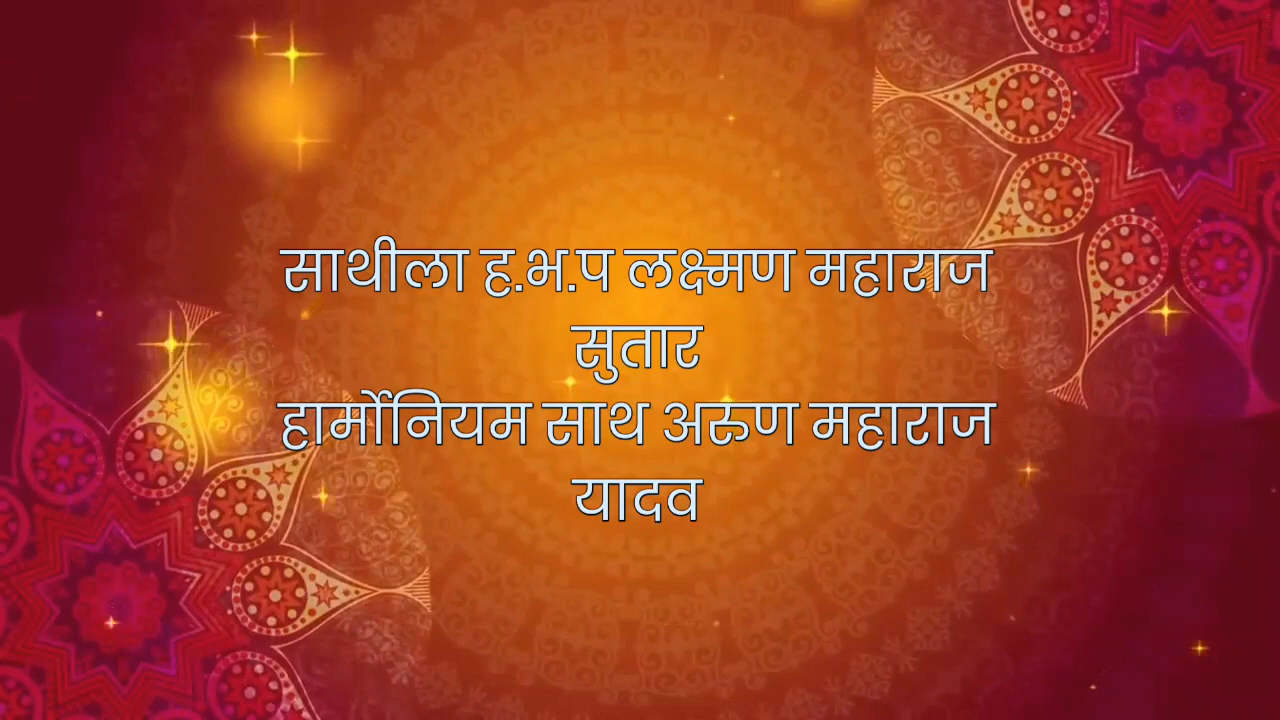 साथीला ह.भ.प लक्ष्मण महाराज
सुतार
हार्मोनियम साथ अरुण महाराज
यादव